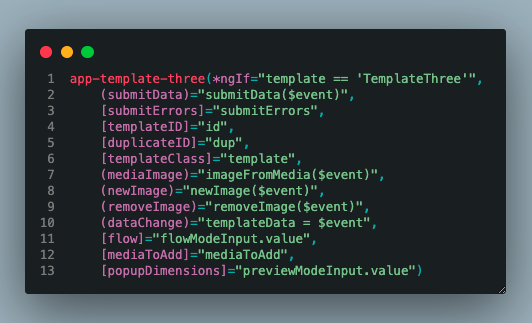 1 app-template-three(*ngIf="template == 'TemplateThree'",
2 (submitData)="submitData($event)",
3 [submitErrors]="submitErrors",
4 [templateID]="id",
5 [duplicateID]="dup",
6 [templateClass]="template",
7 (mediaImage)="imageFromMedia($event)",
8 (newImage)="newImage($event)",
9 (removeImage)="removeImage($event)",
10 (dataChange)="templateData = $event",
11 [flow]="flowModeInput.value",
12 [mediaToAdd]="mediaToAdd",
13 [popupDimensions]="previewModeInput.value")